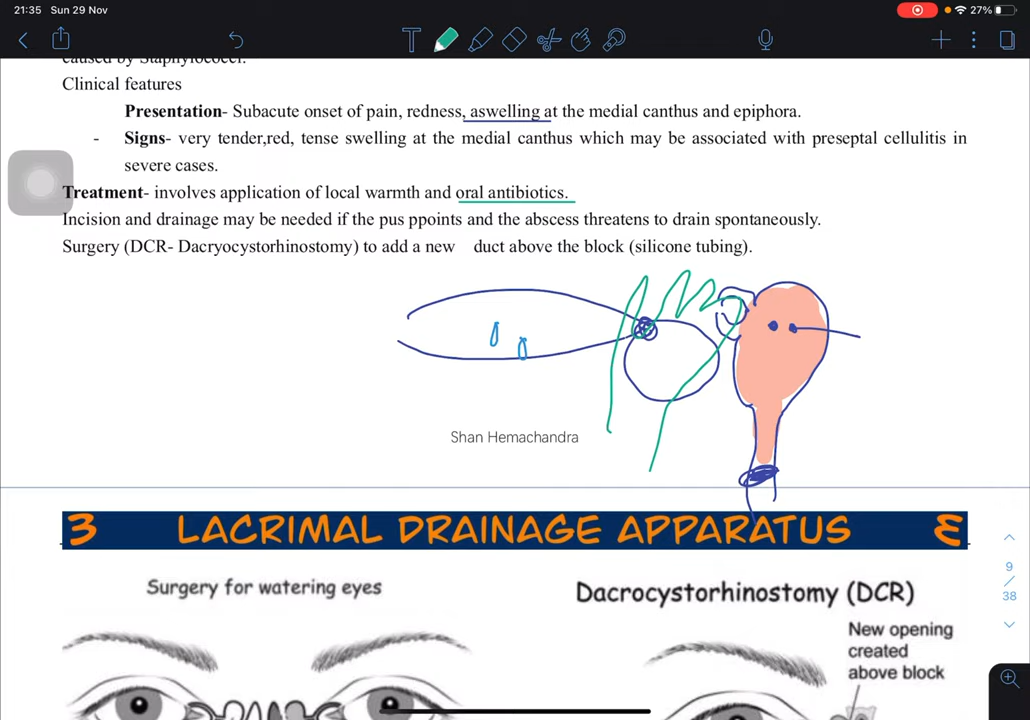 21:35 Sun 29 Nov
27%
caused by Staphylococci.
Clinical features
Presentation- Subacute onset of pain, redness, aswelling at the medial canthus and epiphora.
- Signs- very tender,red, tense swelling at the medial canthus which may be associated with preseptal cellulitis in
severe cases.
Treatment- involves application of local warmth and oral antibiotics.
Incision and drainage may be needed if the pus ppoints and the abscess threatens to drain spontaneously.
Surgery (DCR- Dacryocystorhinostomy) to add a new duct above the block (silicone tubing).
Shan Hemachandra
3 LACRIMAL DRAINAGE APPARATUS 3
9
/
38
Surgery for watering eyes
Dacrocystorhinostomy (DCR)
New opening
created
above block